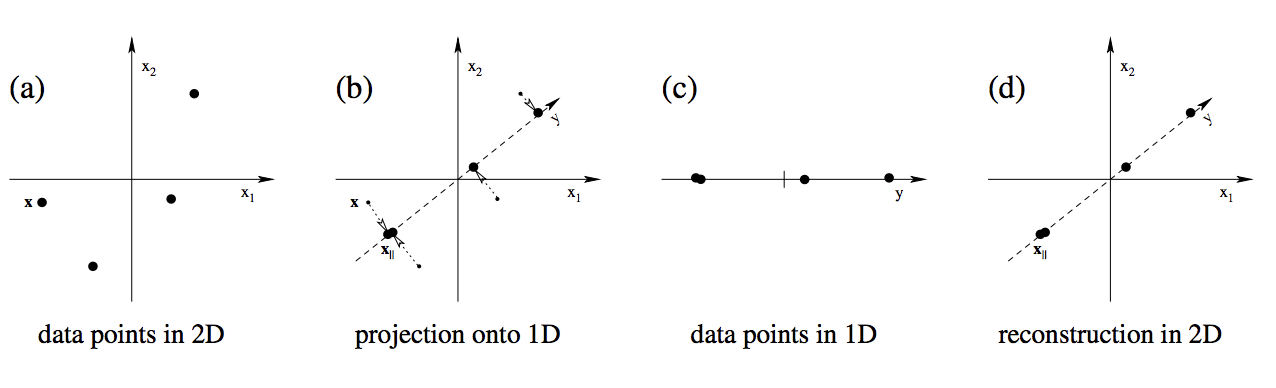 (a)
x₂
x₁
x
data points in 2D
(b)
x₂
y
x₁
x
x||
projection onto 1D
(c)
y
data points in 1D
(d)
x₂
y
x₁
x||
reconstruction in 2D